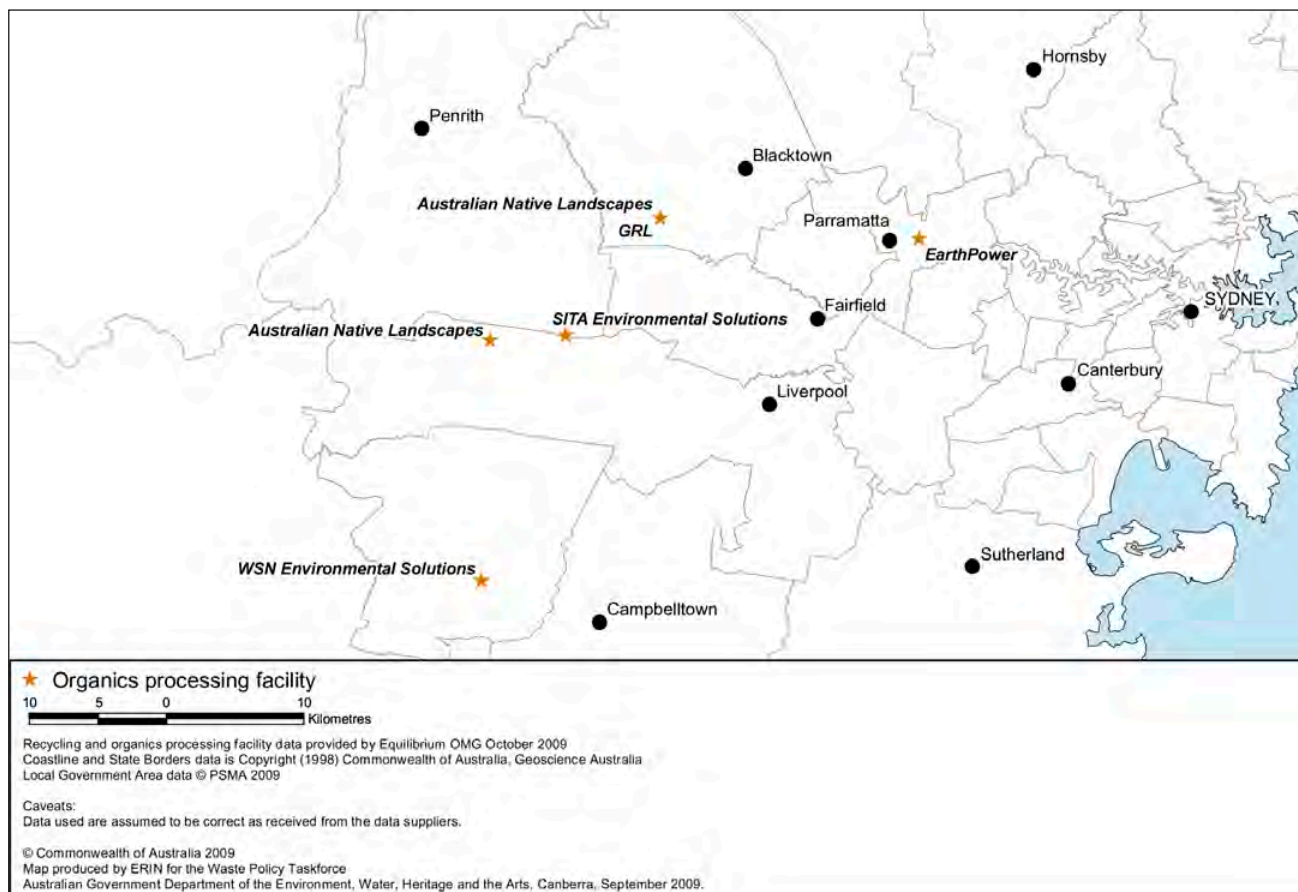 Hornsby
Penrith
Blacktown
Australian Native Landscapes
GRL
Parramatta
EarthPower
SYDNEY
Fairfield
SITA Environmental Solutions
Australian Native Landscapes
Canterbury
Liverpool
WSN Environmental Solutions
Sutherland
Campbelltown
Organics processing facility
10 5 0 10
Kilometres
Recycling and organics processing facility data provided by Equilibrium OMG October 2009
Coastline and State Borders data is Copyright (1998) Commonwealth of Australia, Geoscience Australia
Local Government Area data © PSMA 2009
Caveats:
Data used are assumed to be correct as received from the data suppliers.
© Commonwealth of Australia 2009
Map produced by ERIN for the Waste Policy Taskforce
Australian Government Department of the Environment, Water, Heritage and the Arts, Canberra, September 2009.